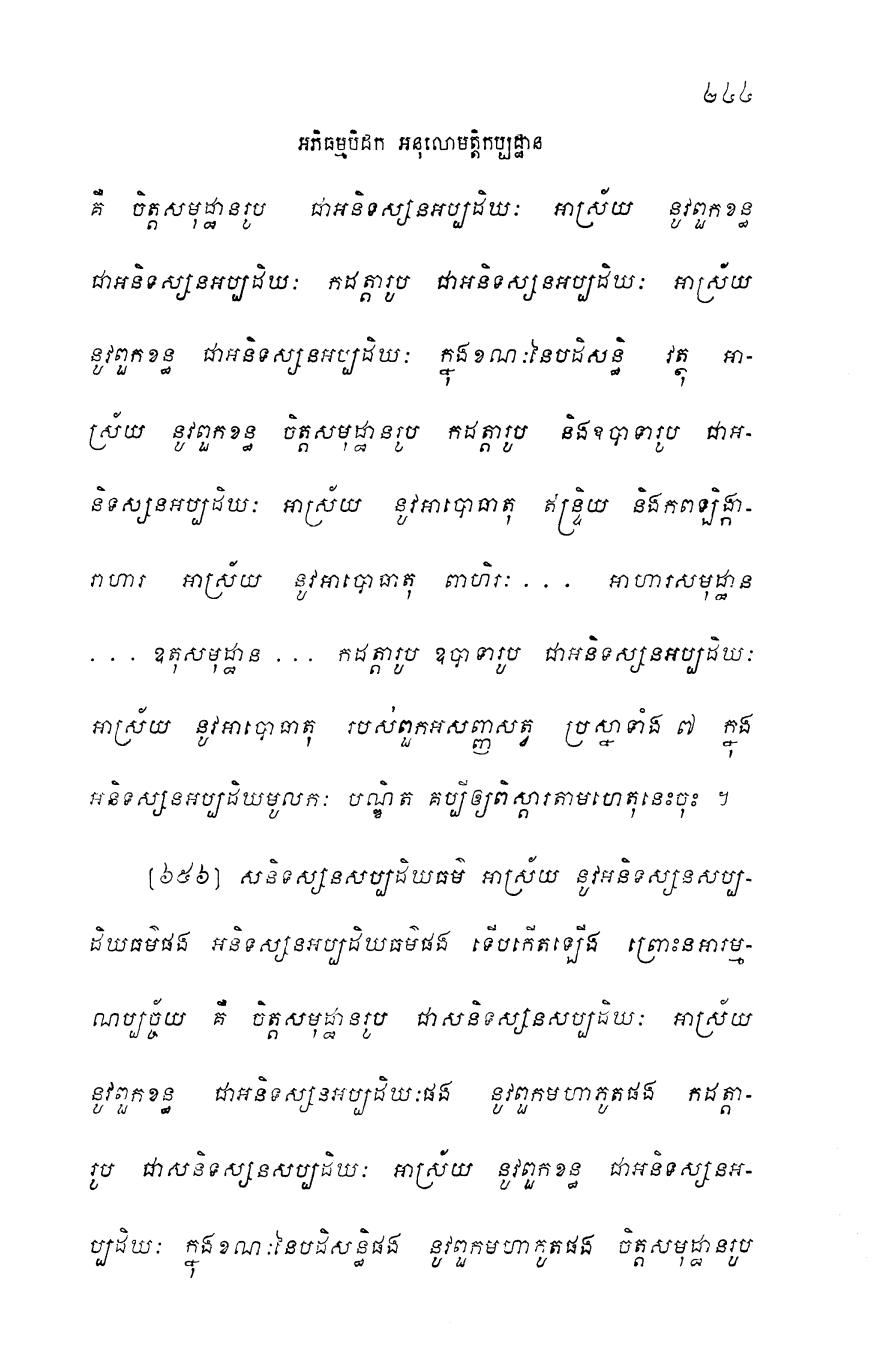 ២៤៤
អភិធម្មបិដក អនុលោមត្តិកប្បដ្ឋាន
គឺ ចិត្តសមុដ្ឋានរូប ជាអនិទស្សនអប្បដិឃៈ អាស្រ័យ នូវពួកខន្ធ
ជាអនិទស្សនអប្បដិឃៈ កដត្តារូប ជាអនិទស្សនអប្បដិឃៈ អាស្រ័យ
នូវពួកខន្ធ ជាអនិទស្សនអប្បដិឃៈ ក្នុងខណៈនៃបដិសន្ធិ វត្ថុ អា-
ស្រ័យ នូវពួកខន្ធ ចិត្តសមុដ្ឋានរូប កដត្តារូប និងឧបាទារូប ជាអ-
និទស្សនអប្បដិឃៈ អាស្រ័យ នូវអាបោធាតុ ឥន្ទ្រិយ និងកពឡិង្កា-
រាហារ អាស្រ័យ នូវអាបោធាតុ ពាហិរៈ . . . អាហារសមុដ្ឋាន
. . . ឧតុសមុដ្ឋាន . . . កដត្តារូប ឧបាទារូប ជាអនិទស្សនអប្បដិឃៈ
អាស្រ័យ នូវអាបោធាតុ របស់ពួកអសញ្ញសត្វ ប្រស្នាទាំង ៧ ក្នុង
អនិទស្សនអប្បដិឃមូលកៈ បណ្ឌិត គប្បីឲ្យពិស្តារតាមហេតុនេះចុះ ។
[៦៥៦] សនិទស្សនសប្បដិឃធម៌ អាស្រ័យ នូវអនិទស្សនសប្ប-
ដិឃធម៌ផង អនិទស្សនអប្បដិឃធម៌ផង ទើបកើតឡើង ព្រោះនអារម្ម-
ណប្បច្ច័យ គឺ ចិត្តសមុដ្ឋានរូប ជាសនិទស្សនសប្បដិឃៈ អាស្រ័យ
នូវពួកខន្ធ ជាអនិទស្សនអប្បដិឃៈផង នូវពួកមហាភូតផង កដត្តា-
រូប ជាសនិទស្សនសប្បដិឃៈ អាស្រ័យ នូវពួកខន្ធ ជាអនិទស្សនអ-
ប្បដិឃៈ ក្នុងខណៈនៃបដិសន្ធិផង នូវពួកមហាភូតផង ចិត្តសមុដ្ឋានរូប